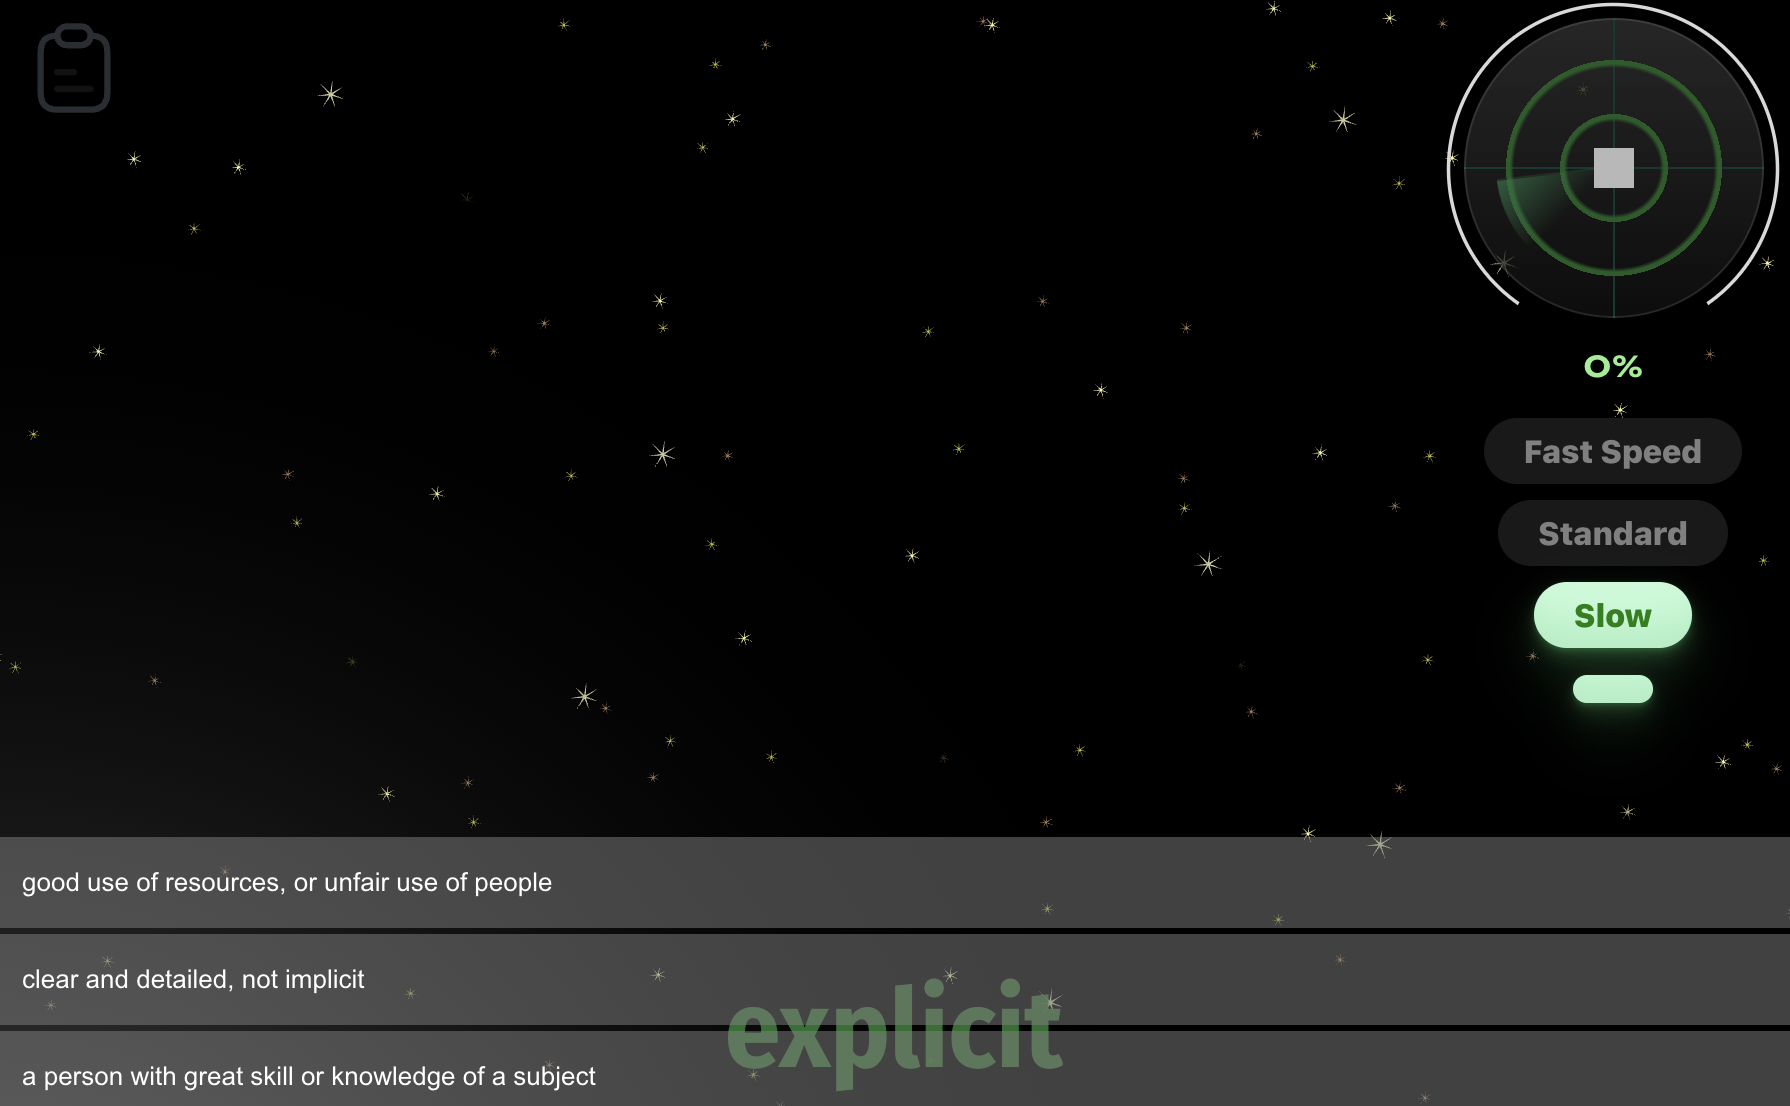 0%
Fast Speed
Standard
Slow
good use of resources, or unfair use of people
clear and detailed, not implicit
explicit
a person with great skill or knowledge of a subject